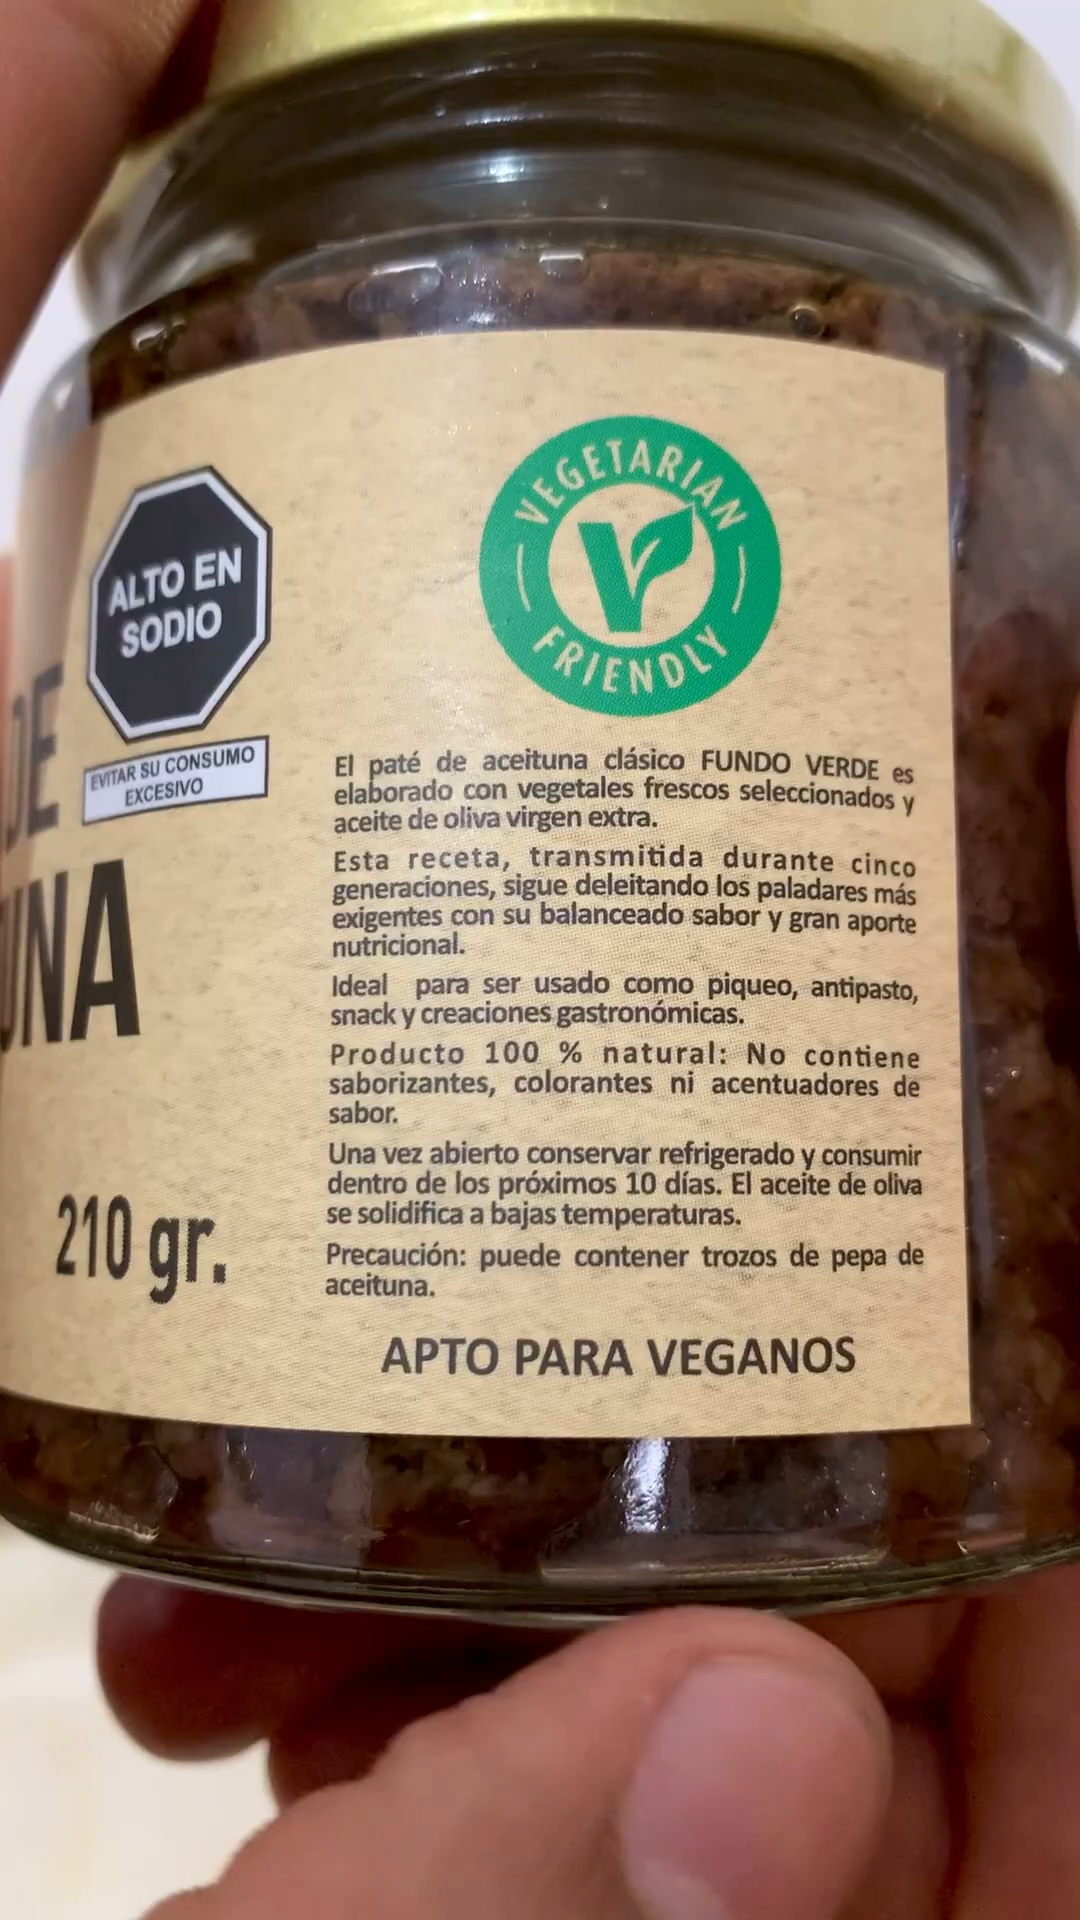 VEGETARIAN
V
FRIENDLY
ALTO EN
SODIO
EVITAR SU CONSUMO
EXCESIVO
DE
UNA
210 gr.
El paté de aceituna clásico FUNDO VERDE es
elaborado con vegetales frescos seleccionados y
aceite de oliva virgen extra.
Esta receta, transmitida durante cinco
generaciones, sigue deleitando los paladares más
exigentes con su balanceado sabor y gran aporte
nutricional.
Ideal para ser usado como piqueo, antipasto,
snack y creaciones gastronómicas.
Producto 100 % natural: No contiene
saborizantes, colorantes ni acentuadores de
sabor.
Una vez abierto conservar refrigerado y consumir
dentro de los próximos 10 días. El aceite de oliva
se solidifica a bajas temperaturas.
Precaución: puede contener trozos de pepa de
aceituna.
APTO PARA VEGANOS